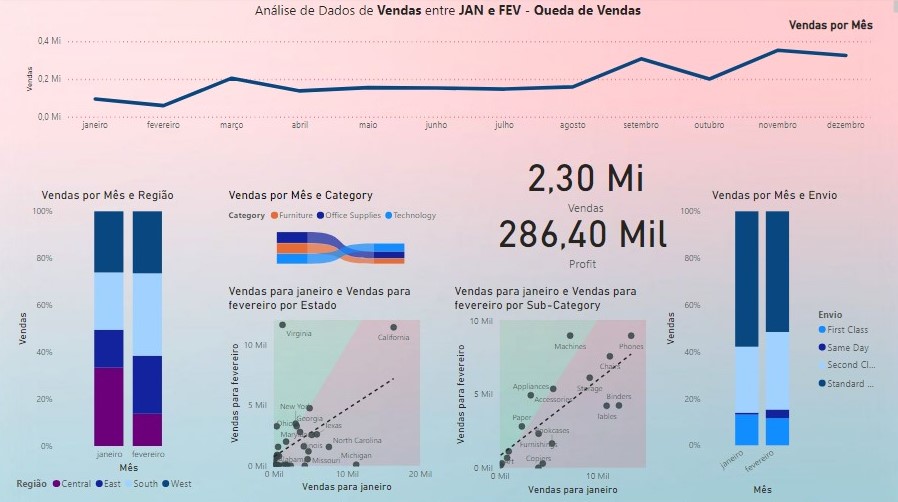 Análise de Dados de Vendas entre JAN e FEV - Queda de Vendas
Vendas por Mês
Vendas
0,4 Mi
0,2 Mi
0,0 Mi
janeiro fevereiro março abril maio junho julho agosto setembro outubro novembro dezembro
Vendas por Mês e Região
Vendas
100%
80%
60%
40%
20%
0%
janeiro fevereiro
Mês
Região Central East South West
Vendas por Mês e Category
Category Furniture Office Supplies Technology
2,30 Mi
Vendas
286,40 Mil
Profit
Vendas para janeiro e Vendas para
fevereiro por Estado
Vendas para fevereiro
10 Mil
5 Mil
0 Mil
Virginia
California
New York
Georgia
Ohio
Texas
North Carolina
Missouri
Michigan
0 Mil 10 Mil 20 Mil
Vendas para janeiro
Vendas para janeiro e Vendas para
fevereiro por Sub-Category
Vendas para fevereiro
10 Mil
5 Mil
0 Mil
Machines
Phones
Chairs
Storage
Appliances
Accessories
Binders
Tables
Paper
Bookcases
Furnishings
Copiers
0 Mil 10 Mil
Vendas para janeiro
Vendas por Mês e Envio
Vendas
100%
80%
60%
40%
20%
0%
janeiro fevereiro
Mês
Envio
First Class
Same Day
Second Cl...
Standard ...